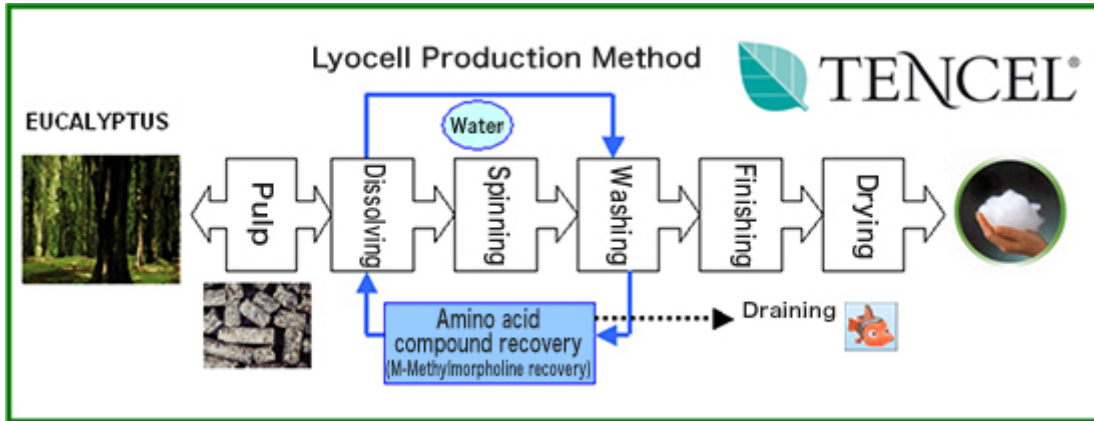 Lyocell Production Method
TENCEL®
EUCALYPTUS
Water
Pulp
Dissolving
Spinning
Washing
Finishing
Drying
Amino acid
compound recovery
(M-Methylmorpholine recovery)
Draining